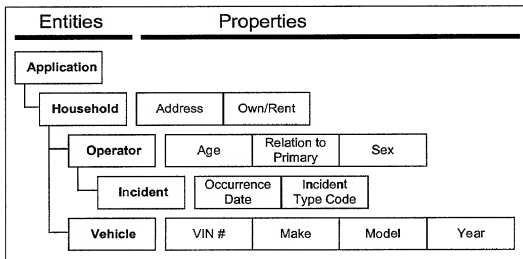 Entities Properties
Application
Household Address Own/Rent
Operator Age Relation to Primary Sex
Incident Occurrence Date Incident Type Code
Vehicle VIN # Make Model Year